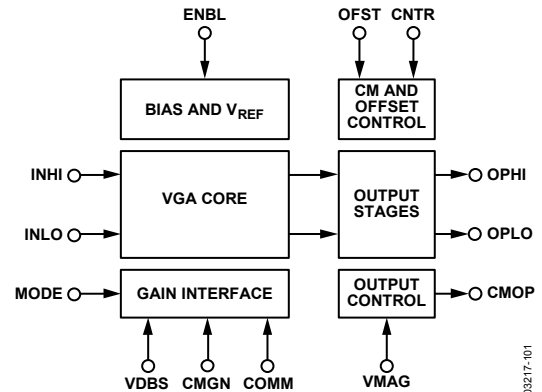 ENBL
OFST CNTR
BIAS AND VREF
CM AND
OFFSET
CONTROL
INHI
INLO
VGA CORE
OUTPUT
STAGES
OPHI
OPLO
MODE
GAIN INTERFACE
OUTPUT
CONTROL
CMOP
VDBS CMGN COMM
VMAG
03217-101